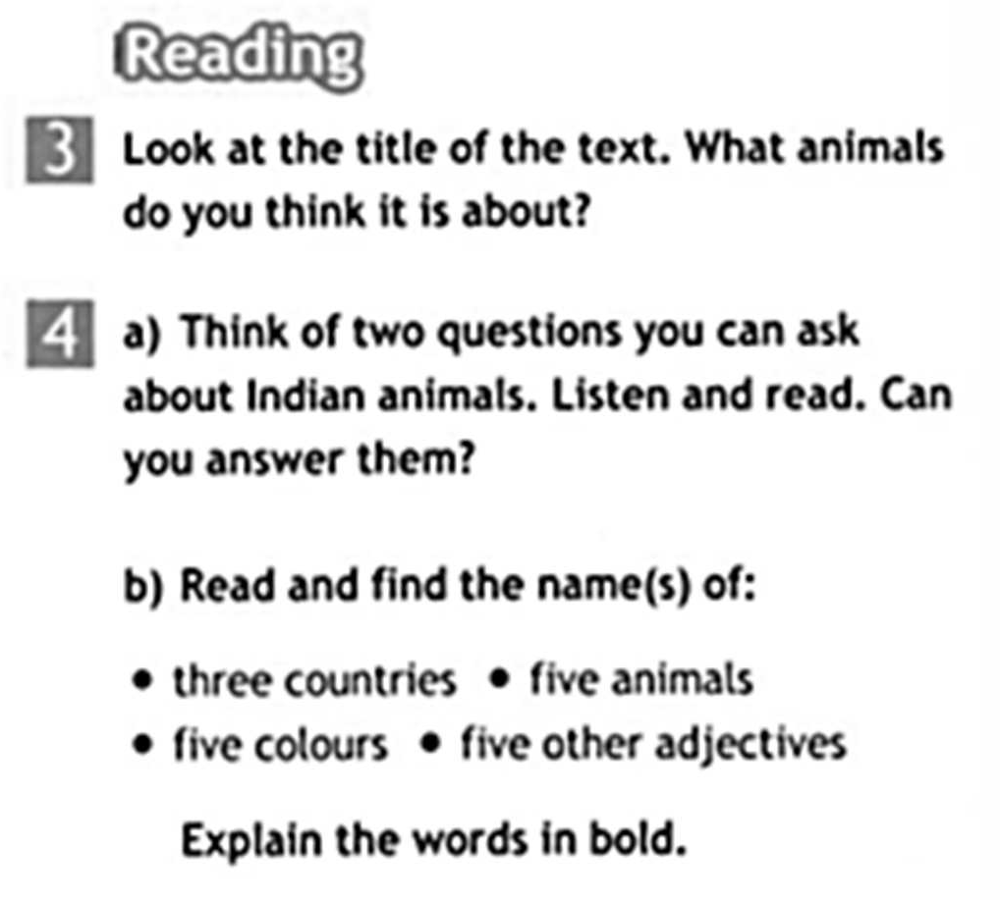 Reading
3 Look at the title of the text. What animals
do you think it is about?
4 a) Think of two questions you can ask
about Indian animals. Listen and read. Can
you answer them?
b) Read and find the name(s) of:
• three countries • five animals
• five colours • five other adjectives
Explain the words in bold.